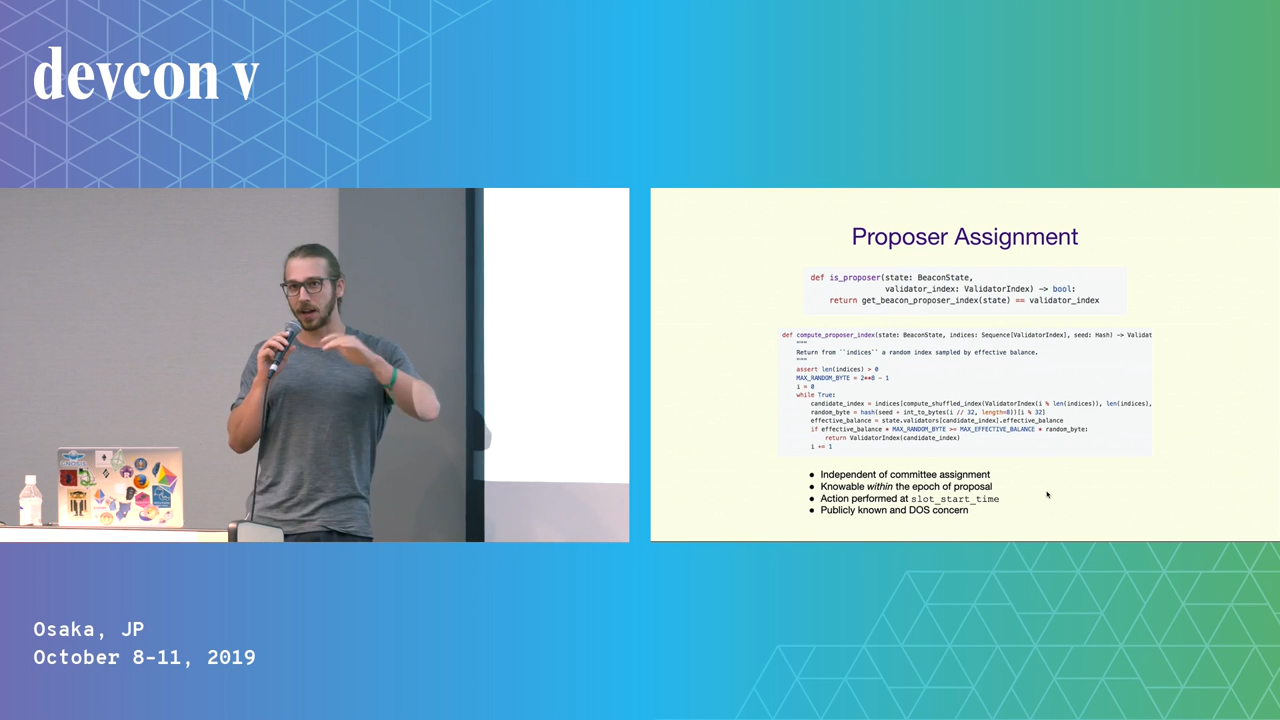 devcon v
Proposer Assignment
def is_proposer(state: BeaconState,
validator_index: ValidatorIndex) -> bool:
return get_beacon_proposer_index(state) == validator_index
def compute_proposer_index(state: BeaconState, indices: Sequence[ValidatorIndex], seed: Hash) -> Validat
"""
Return from ``indices`` a random index sampled by effective balance.
"""
assert len(indices) > 0
MAX_RANDOM_BYTE = 2**8 - 1
i = 0
while True:
candidate_index = indices[compute_shuffled_index(ValidatorIndex(i % len(indices)), len(indices),
random_byte = hash(seed + int_to_bytes(i // 32, length=8))[i % 32]
effective_balance = state.validators[candidate_index].effective_balance
if effective_balance * MAX_RANDOM_BYTE >= MAX_EFFECTIVE_BALANCE * random_byte:
return ValidatorIndex(candidate_index)
i += 1
● Independent of committee assignment
● Knowable within the epoch of proposal
● Action performed at slot_start_time
● Publicly known and DOS concern
Osaka, JP
October 8-11, 2019